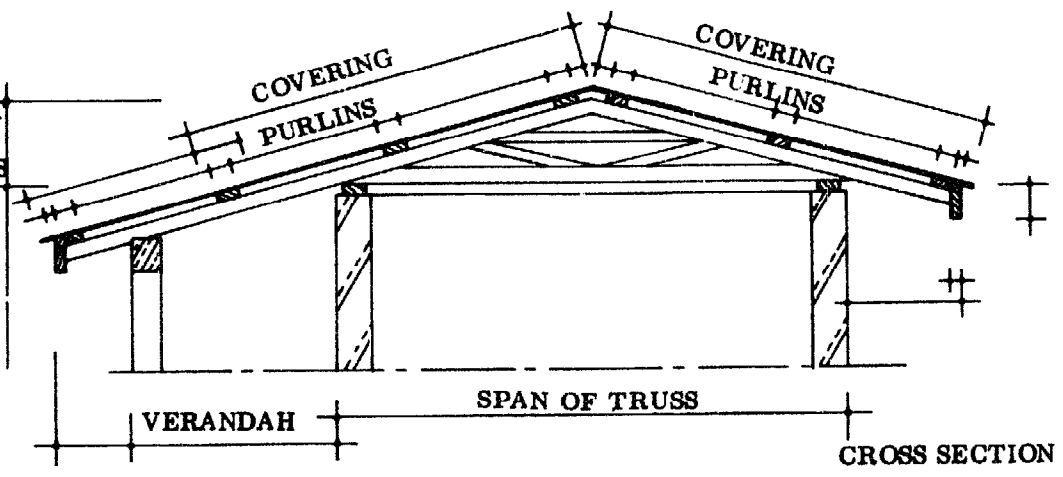 COVERING
COVERING
PURLINS
PURLINS
SPAN OF TRUSS
VERANDAH
CROSS SECTION